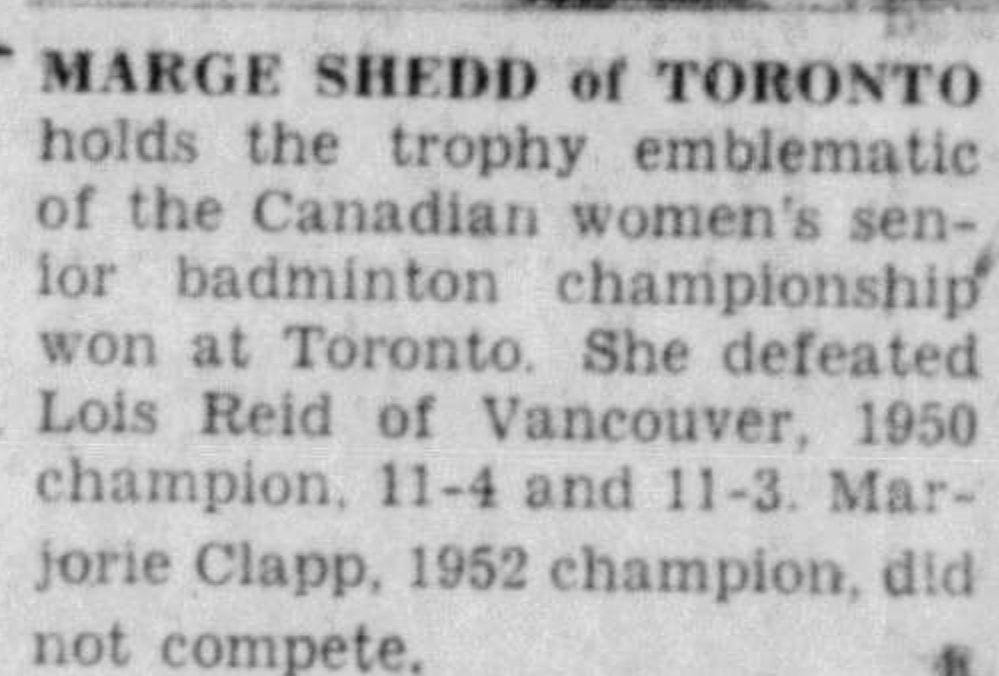 MARGE SHEDD of TORONTO
holds the trophy emblematic
of the Canadian women's sen-
ior badminton championship
won at Toronto. She defeated
Lois Reid of Vancouver, 1950
champion, 11-4 and 11-3. Mar-
jorie Clapp, 1952 champion, did
not compete.